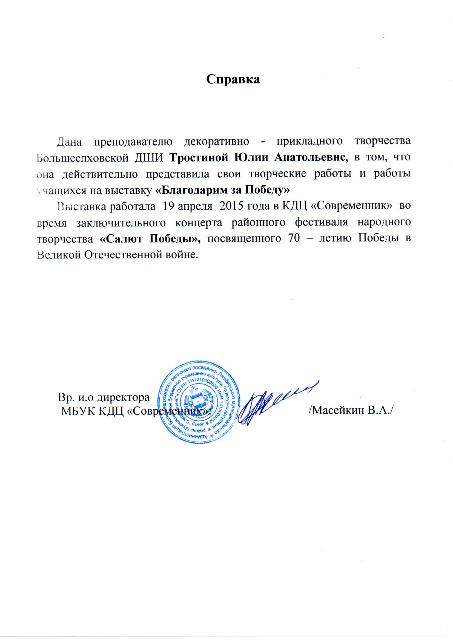 Справка
Дана преподавателю декоративно - прикладного творчества
Большеелховской ДШИ Тростиной Юлии Анатольевне, в том, что
она действительно представила свои творческие работы и работы
учащихся на выставку «Благодарим за Победу»
Выставка работала 19 апреля 2015 года в КДЦ «Современник» во
время заключительного концерта районного фестиваля народного
творчества «Салют Победы», посвященного 70 – летию Победы в
Великой Отечественной войне.
Вр. и.о директора
МБУК КДЦ «Современник» /Масейкин В.А./